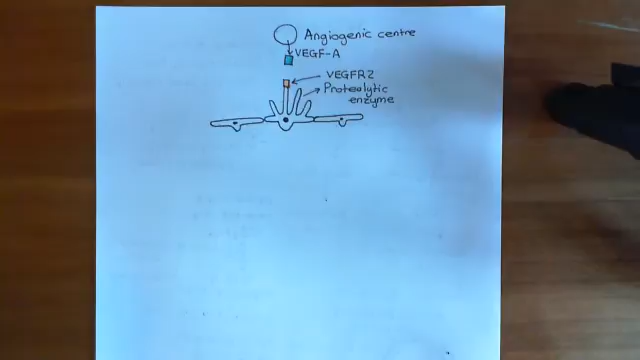 Angiogenic centre
VEGF-A
VEGFR2
Proteolytic
enzyme